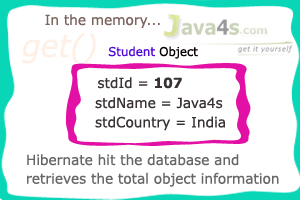 In the memory...
Java4s.com
get it yourself
get()
Student Object
stdId = 107
stdName = Java4s
stdCountry = India
Hibernate hit the database and
retrieves the total object information